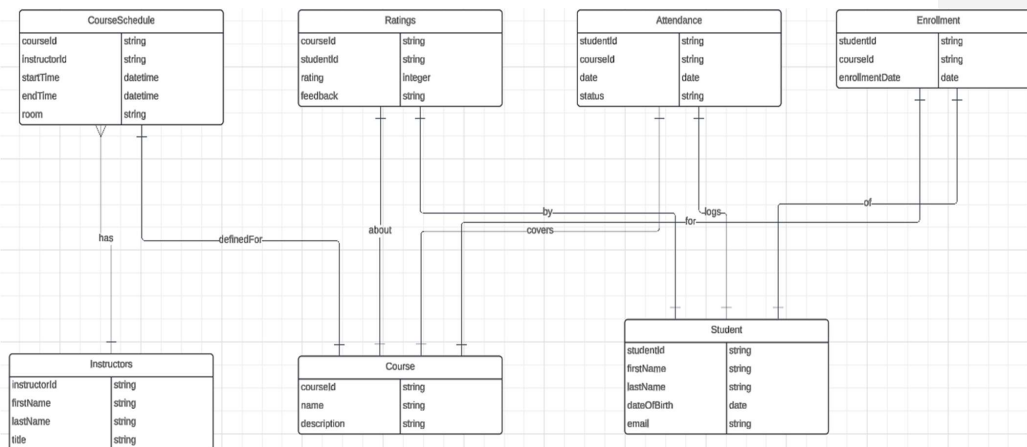 CourseSchedule
courseId string
instructorId string
startTime datetime
endTime datetime
room string
Ratings
courseId string
studentId string
rating integer
feedback string
Attendance
studentId string
courseId string
date date
status string
Enrollment
studentId string
courseId string
enrollmentDate date
has
definedFor
about
by
covers
logs
for
of
Instructors
instructorId string
firstName string
lastName string
title string
Course
courseId string
name string
description string
Student
studentId string
firstName string
lastName string
dateOfBirth date
email string